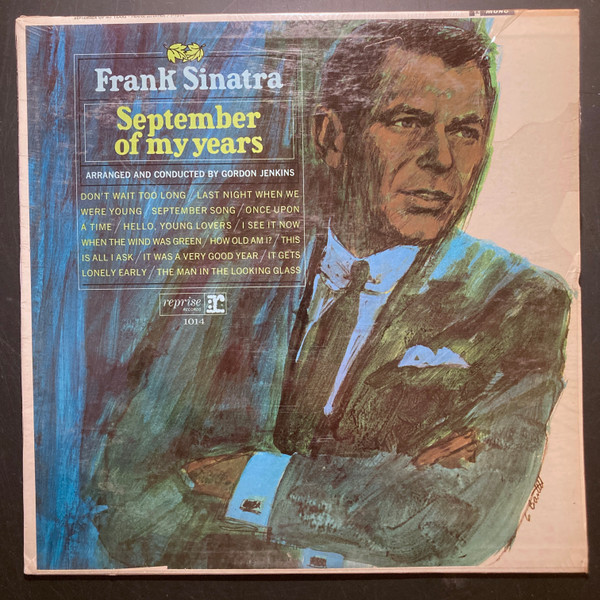 MONO
Frank Sinatra
September
of my years
ARRANGED AND CONDUCTED BY GORDON JENKINS
DON'T WAIT TOO LONG / LAST NIGHT WHEN WE
WERE YOUNG / SEPTEMBER SONG / ONCE UPON
A TIME / HELLO, YOUNG LOVERS / I SEE IT NOW
WHEN THE WIND WAS GREEN / HOW OLD AM I? / THIS
IS ALL I ASK / IT WAS A VERY GOOD YEAR / IT GETS
LONELY EARLY / THE MAN IN THE LOOKING GLASS
reprise
RECORDS
r:
1014